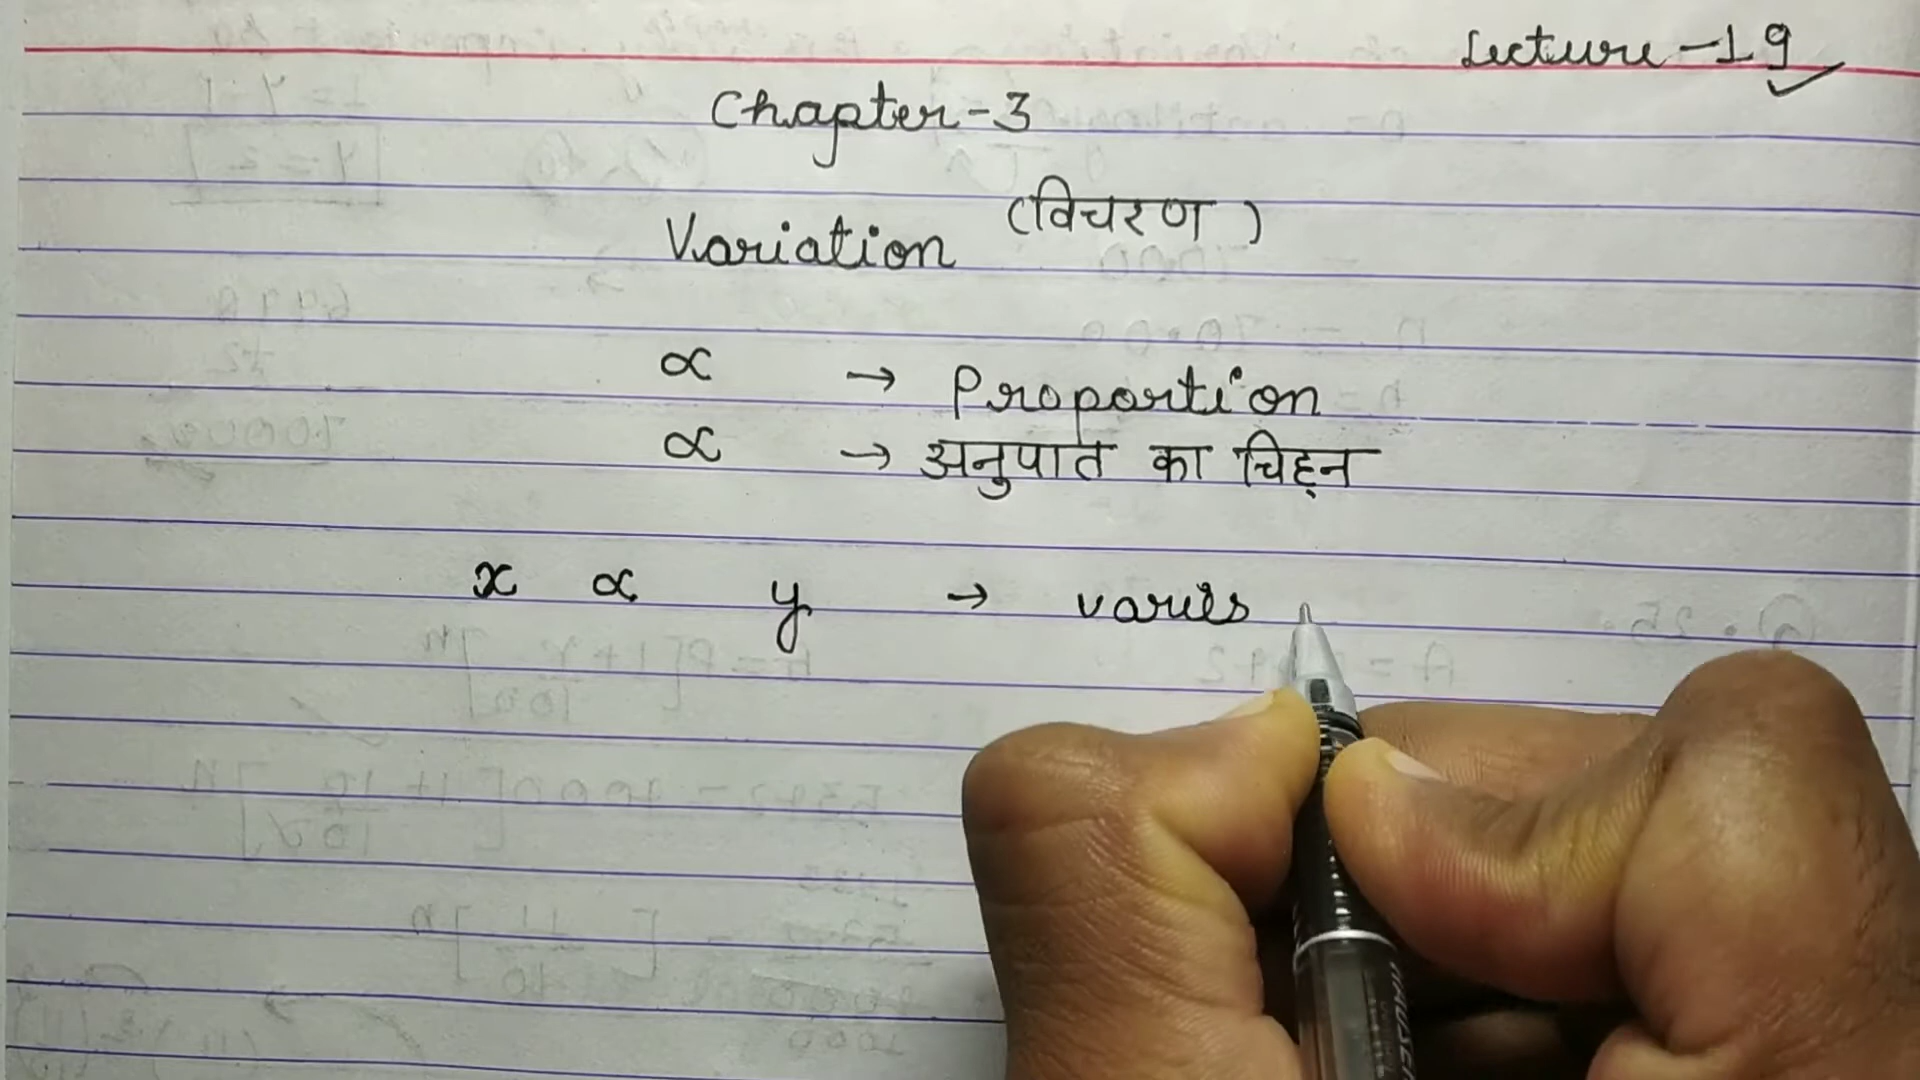 Lecture-19
Chapter-3
Variation (विचरण)
∝ → Proportion
∝ → अनुपात का चिह्न
x ∝ y → varies